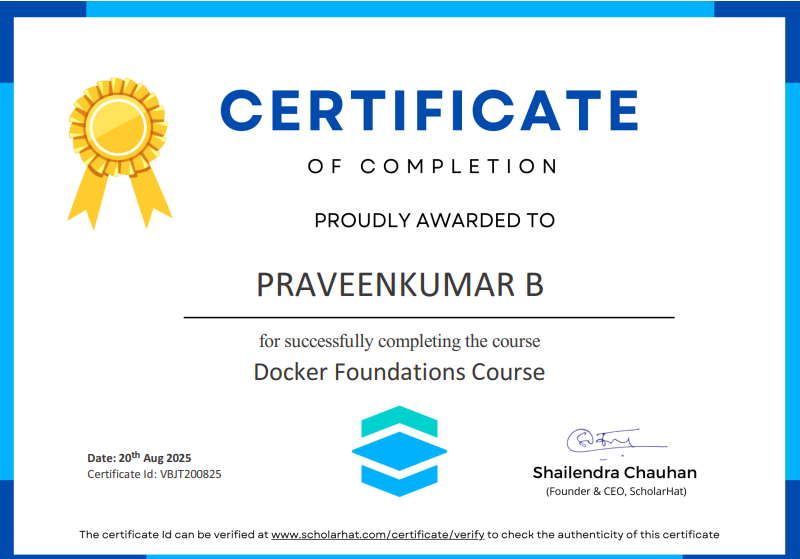 CERTIFICATE
OF COMPLETION
PROUDLY AWARDED TO
PRAVEENKUMAR B
for successfully completing the course
Docker Foundations Course
Date: 20th Aug 2025
Certificate Id: VBJT200825
Shailendra Chauhan
(Founder & CEO, ScholarHat)
The certificate Id can be verified at www.scholarhat.com/certificate/verify to check the authenticity of this certificate